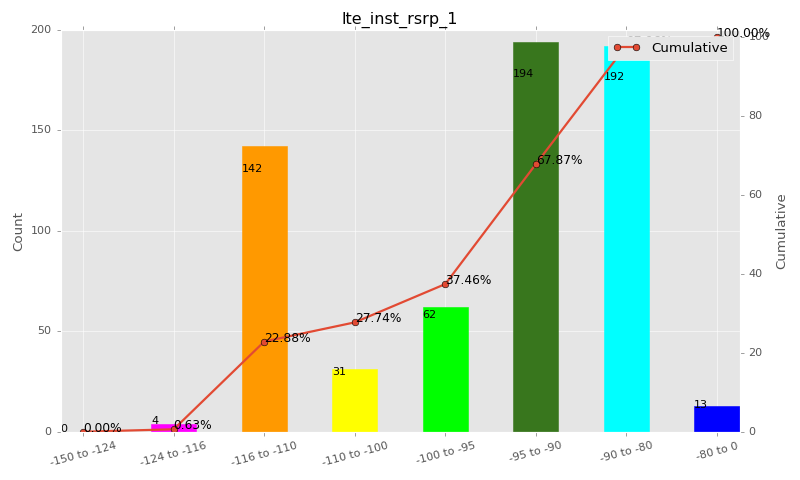 lte_inst_rsrp_1
200
150
100
50
0
Count
100
80
60
40
20
0
Cumulative
Cumulative
0
4
142
31
62
194
192
13
0.00%
0.63%
22.88%
27.74%
37.46%
67.87%
100.00%
-150 to -124
-124 to -116
-116 to -110
-110 to -100
-100 to -95
-95 to -90
-90 to -80
-80 to 0